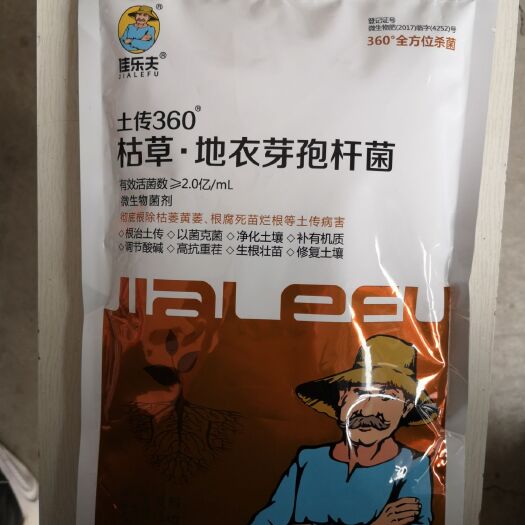 佳乐夫®
JIALEFU
登记证号
微生物肥(2017)临字(4252)号
360°全方位杀菌
土传360®
枯草·地衣芽孢杆菌
有效活菌数≥2.0亿/mL
微生物菌剂
彻底根除枯萎黄萎、根腐死苗烂根等土传病害
◇根治土传 ◇以菌克菌 ◇净化土壤 ◇补有机质
◇调节酸碱 ◇高抗重茬 ◇生根壮苗 ◇修复土壤
JIALEFU